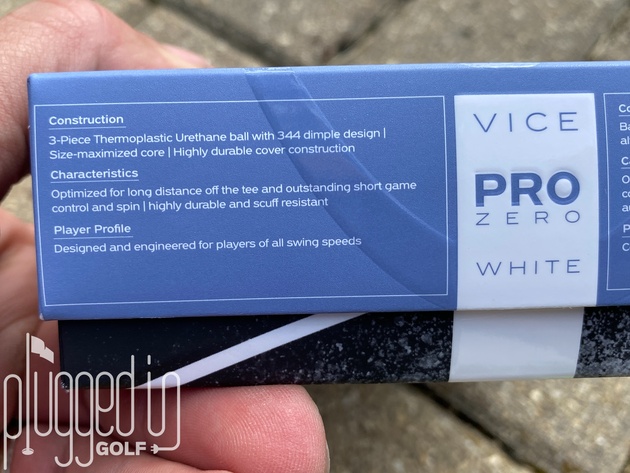 Construction
3-Piece Thermoplastic Urethane ball with 344 dimple design |
Size-maximized core | Highly durable cover construction
Characteristics
Optimized for long distance off the tee and outstanding short game
control and spin | highly durable and scuff resistant
Player Profile
Designed and engineered for players of all swing speeds
VICE
PRO
ZERO
WHITE
plugged in
GOLF